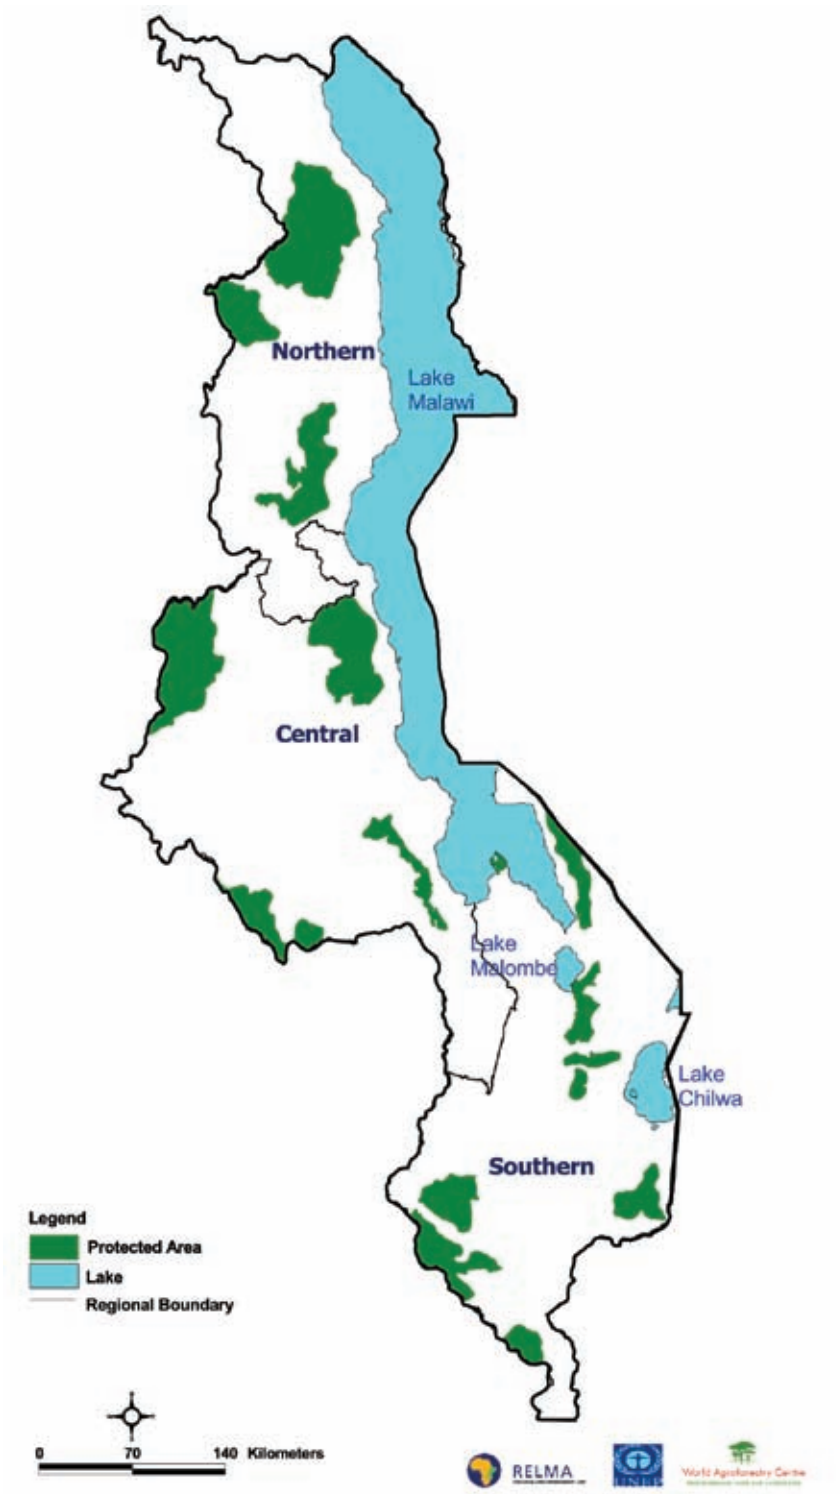 Northern
Lake
Malawi
Central
Lake
Malombe
Lake
Chilwa
Southern
Legend
Protected Area
Lake
Regional Boundary
0 70 140 Kilometers
RELMA
UNEP
World Agroforestry Centre